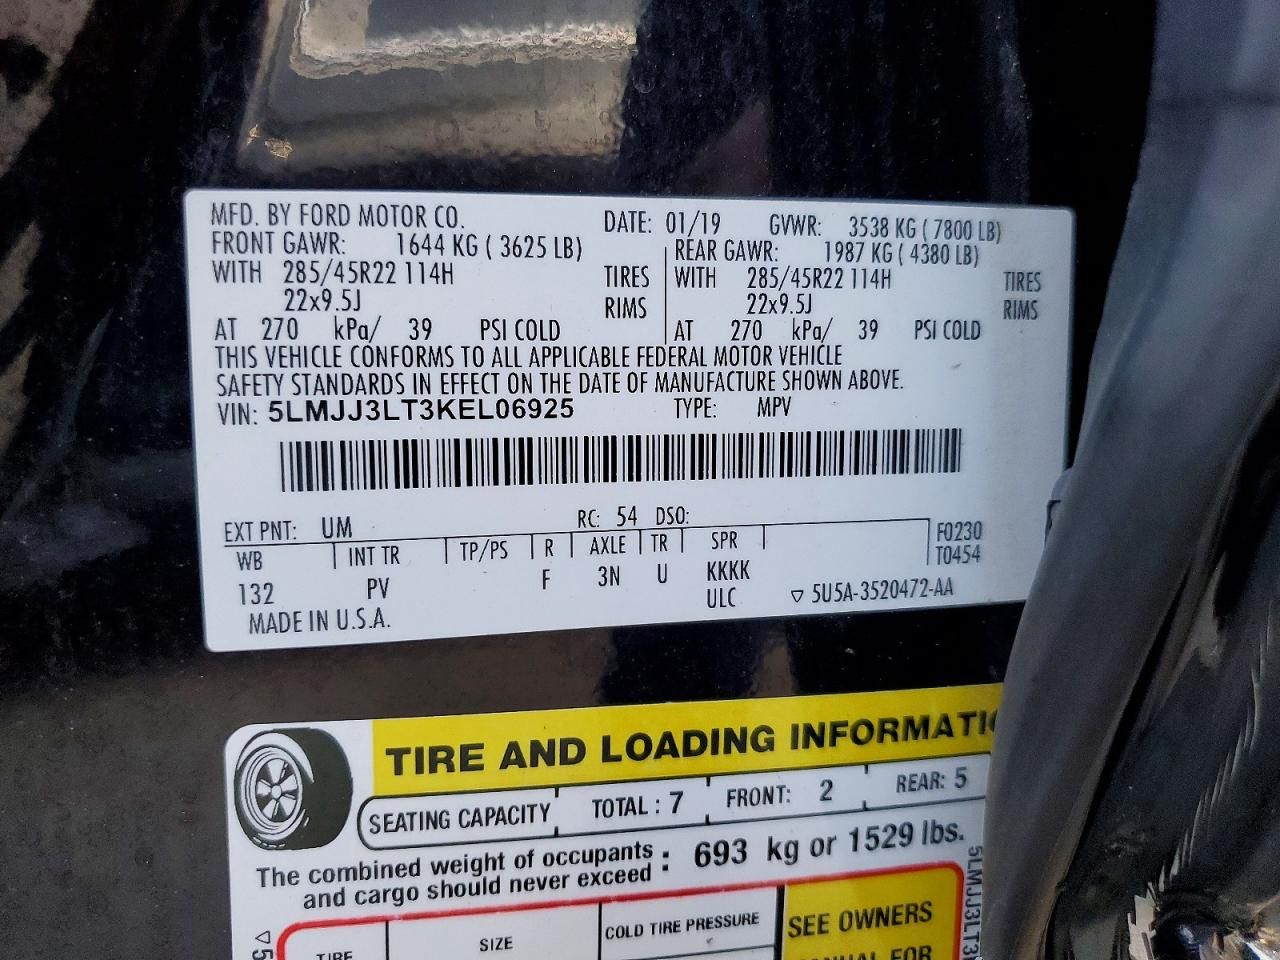 MFD. BY FORD MOTOR CO. DATE: 01/19 GVWR: 3538 KG ( 7800 LB)
FRONT GAWR: 1644 KG ( 3625 LB) REAR GAWR: 1987 KG ( 4380 LB)
WITH 285/45R22 114H TIRES WITH 285/45R22 114H TIRES
22x9.5J RIMS 22x9.5J RIMS
AT 270 kPa/ 39 PSI COLD AT 270 kPa/ 39 PSI COLD
THIS VEHICLE CONFORMS TO ALL APPLICABLE FEDERAL MOTOR VEHICLE
SAFETY STANDARDS IN EFFECT ON THE DATE OF MANUFACTURE SHOWN ABOVE.
VIN: 5LMJJ3LT3KEL06925 TYPE: MPV
EXT PNT: UM RC: 54 DSO:
WB INT TR TP/PS R AXLE TR SPR F0230
T0454
132 PV F 3N U KKKK
ULC ▽ 5U5A-3520472-AA
MADE IN U.S.A.
TIRE AND LOADING INFORMATI
SEATING CAPACITY TOTAL : 7 FRONT: 2 REAR: 5
The combined weight of occupants : 693 kg or 1529 lbs.
and cargo should never exceed
TIRE SIZE COLD TIRE PRESSURE SEE OWNERS
MANUAL FOR
5LMJJ3LT3
▽5